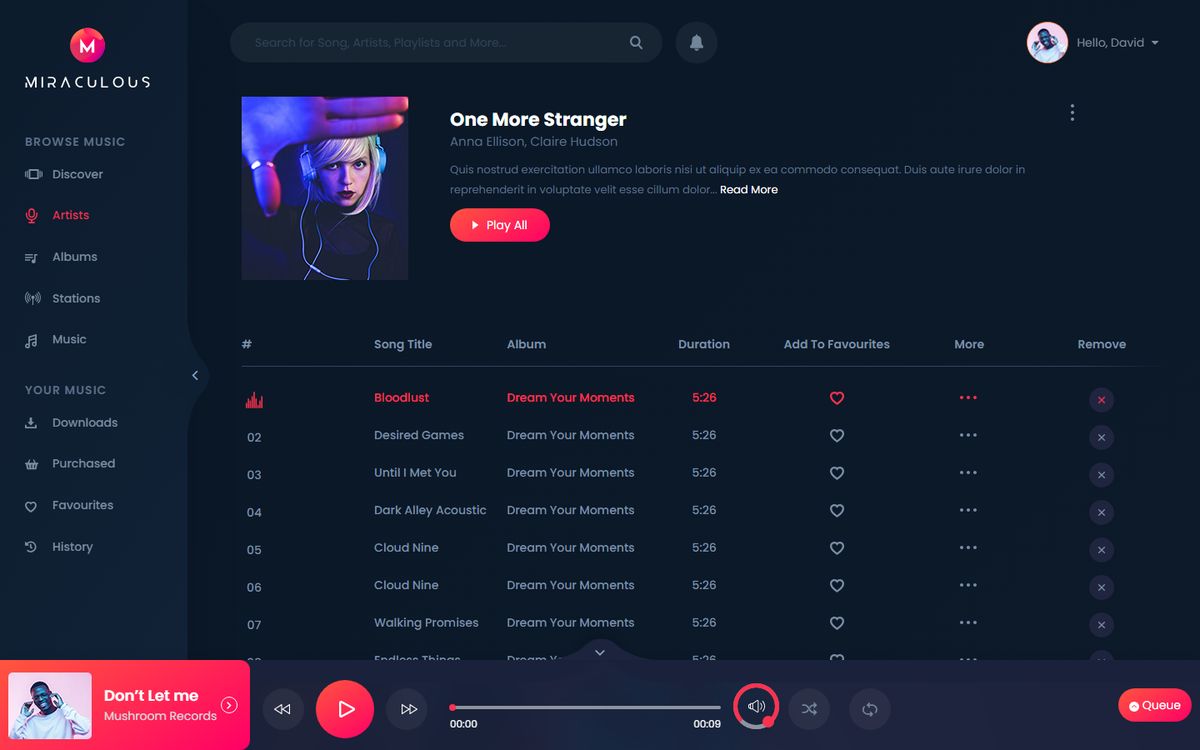 M
MIRACULOUS
Search for Song, Artists, Playlists and More...
Hello, David
BROWSE MUSIC
Discover
Artists
Albums
Stations
Music
YOUR MUSIC
Downloads
Purchased
Favourites
History
One More Stranger
Anna Ellison, Claire Hudson
Quis nostrud exercitation ullamco laboris nisi ut aliquip ex ea commodo consequat. Duis aute irure dolor in
reprehenderit in voluptate velit esse cillum dolor... Read More
Play All
# Song Title Album Duration Add To Favourites More Remove
Bloodlust Dream Your Moments 5:26
02 Desired Games Dream Your Moments 5:26
03 Until I Met You Dream Your Moments 5:26
04 Dark Alley Acoustic Dream Your Moments 5:26
05 Cloud Nine Dream Your Moments 5:26
06 Cloud Nine Dream Your Moments 5:26
07 Walking Promises Dream Your Moments 5:26
Endless Things Dream 5:26
Don't Let me
Mushroom Records
00:00 00:09
Queue